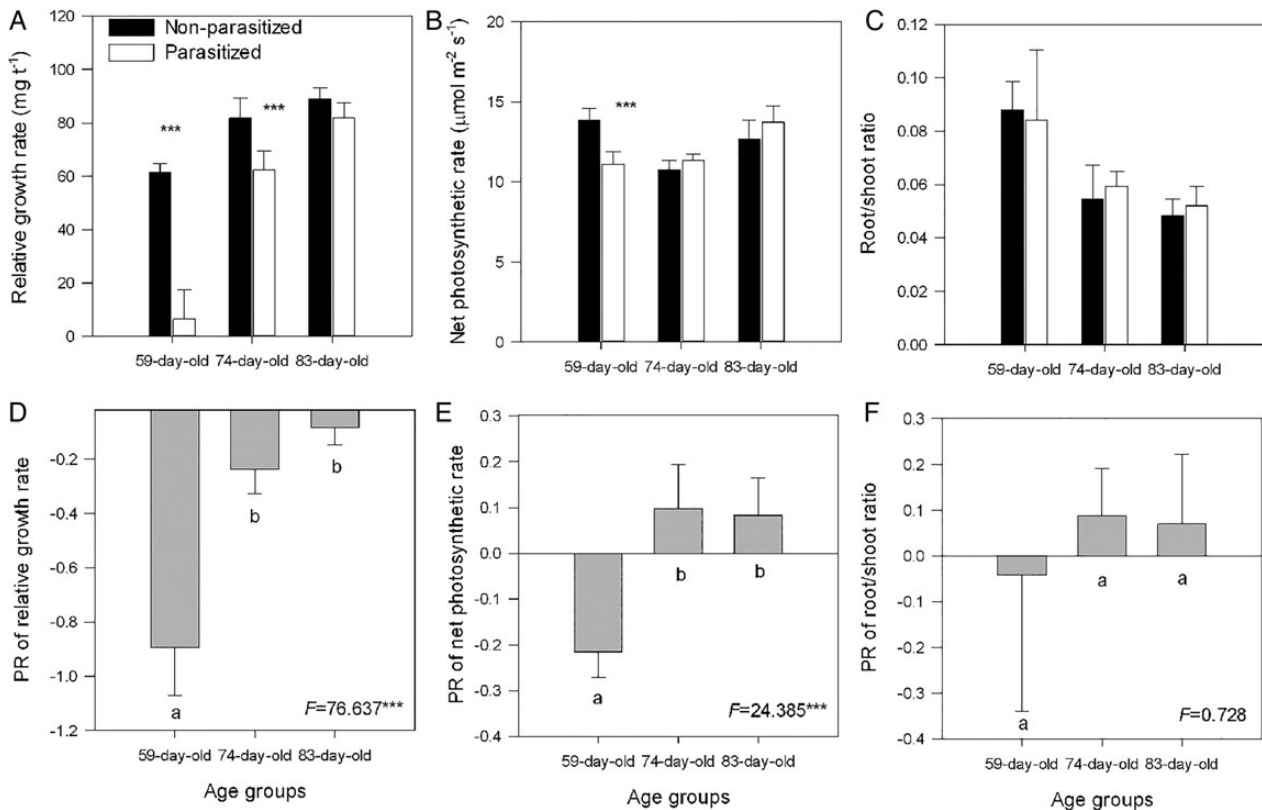 A
Relative growth rate (mg t⁻¹)
120
100
80
60
40
20
0
Non-parasitized
Parasitized
***
***
59-day-old 74-day-old 83-day-old
B
Net photosynthetic rate (μmol m⁻² s⁻¹)
20
15
10
5
0
***
59-day-old 74-day-old 83-day-old
C
Root/shoot ratio
0.12
0.10
0.08
0.06
0.04
0.02
0.00
59-day-old 74-day-old 83-day-old
D
PR of relative growth rate
-0.2
-0.4
-0.6
-0.8
-1.0
-1.2
a
b
b
F=76.637***
59-day-old 74-day-old 83-day-old
Age groups
E
PR of net photosynthetic rate
0.3
0.2
0.1
0.0
-0.1
-0.2
-0.3
-0.4
a
b
b
F=24.385***
59-day-old 74-day-old 83-day-old
Age groups
F
PR of root/shoot ratio
0.3
0.2
0.1
0.0
-0.1
-0.2
-0.3
-0.4
a
a
a
F=0.728
59-day-old 74-day-old 83-day-old
Age groups